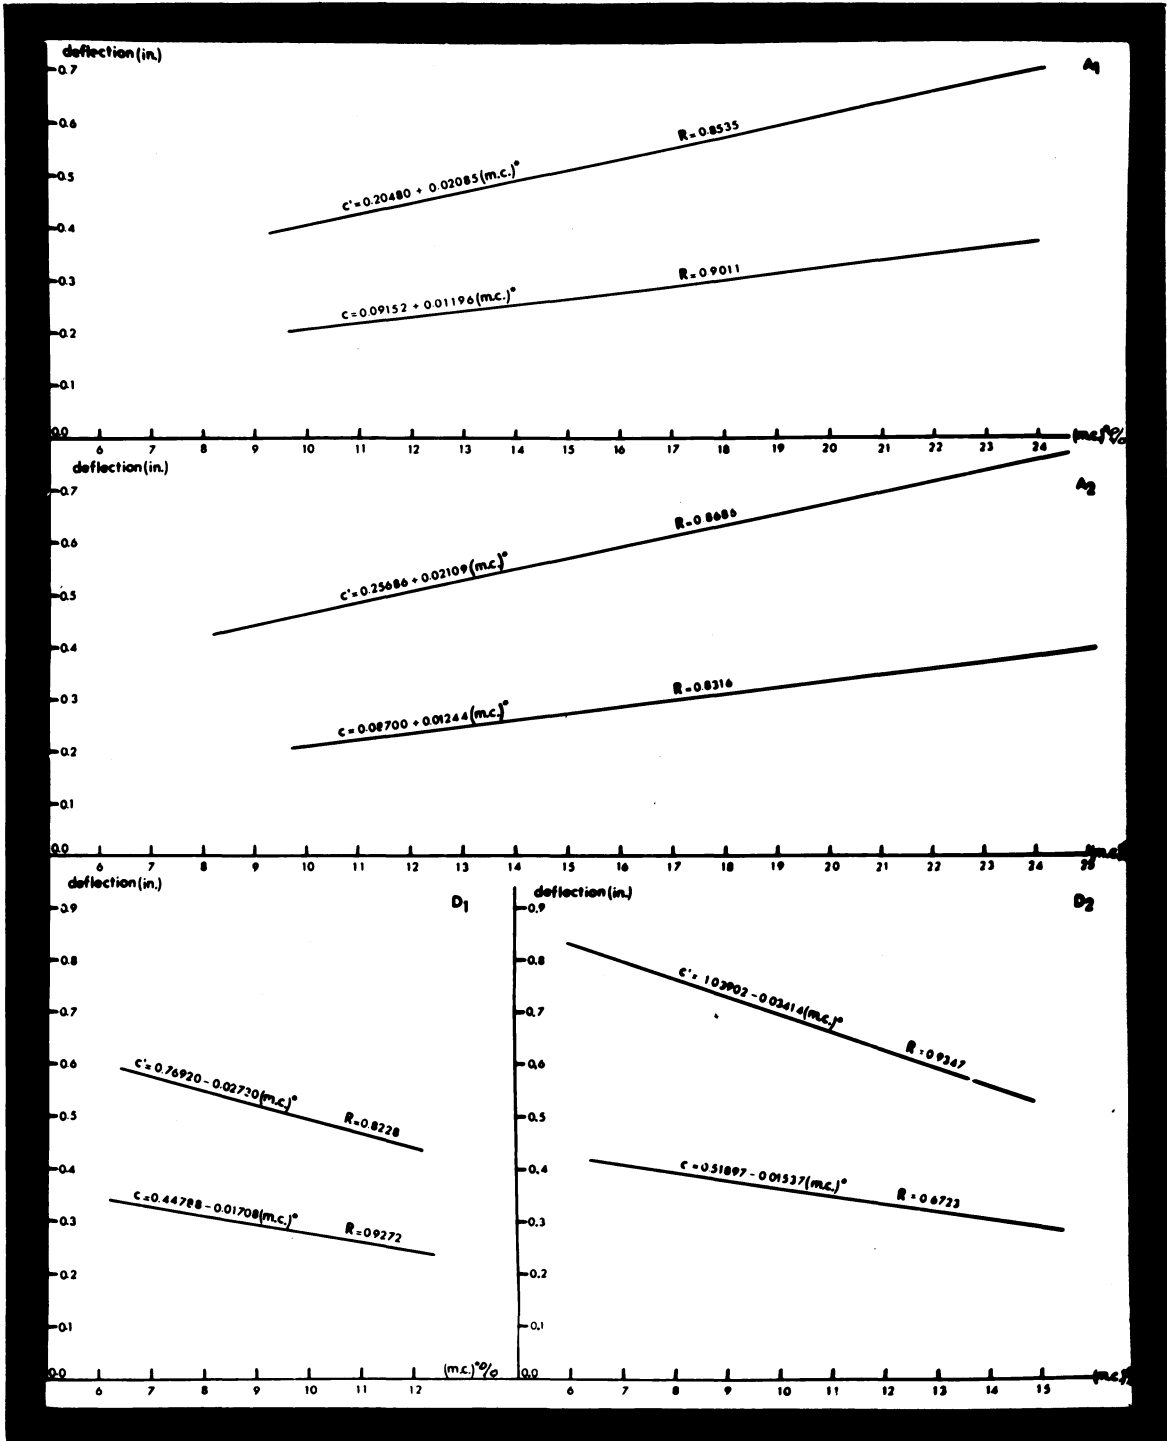 deflection (in.)
A1
0.7
0.6
R = 0.8535
0.5
c' = 0.20480 + 0.02085 (m.c.)°
0.4
0.3
R = 0.9011
c = 0.09152 + 0.01196 (m.c.)°
0.2
0.1
0.0
6 7 8 9 10 11 12 13 14 15 16 17 18 19 20 21 22 23 24 (m.c.)°%
deflection (in.)
A2
0.7
R = 0.8686
0.6
c' = 0.25686 + 0.02109 (m.c.)°
0.5
0.4
0.3
R = 0.8316
c = 0.08700 + 0.01244 (m.c.)°
0.2
0.1
0.0
6 7 8 9 10 11 12 13 14 15 16 17 18 19 20 21 22 23 24 25
deflection (in.)
D1
0.9
0.8
0.7
0.6
c' = 0.76920 - 0.02730 (m.c.)°
0.5
R = 0.8228
0.4
0.3
c = 0.44788 - 0.01708 (m.c.)°
R = 0.9272
0.2
0.1
0.0
(m.c.)°%
6 7 8 9 10 11 12
deflection (in.)
D2
0.9
0.8
c' = 1.03902 - 0.03414 (m.c.)°
0.7
0.6
R = 0.9347
0.5
0.4
c = 0.51897 - 0.01537 (m.c.)°
R = 0.6723
0.3
0.2
0.1
0.0
6 7 8 9 10 11 12 13 14 15